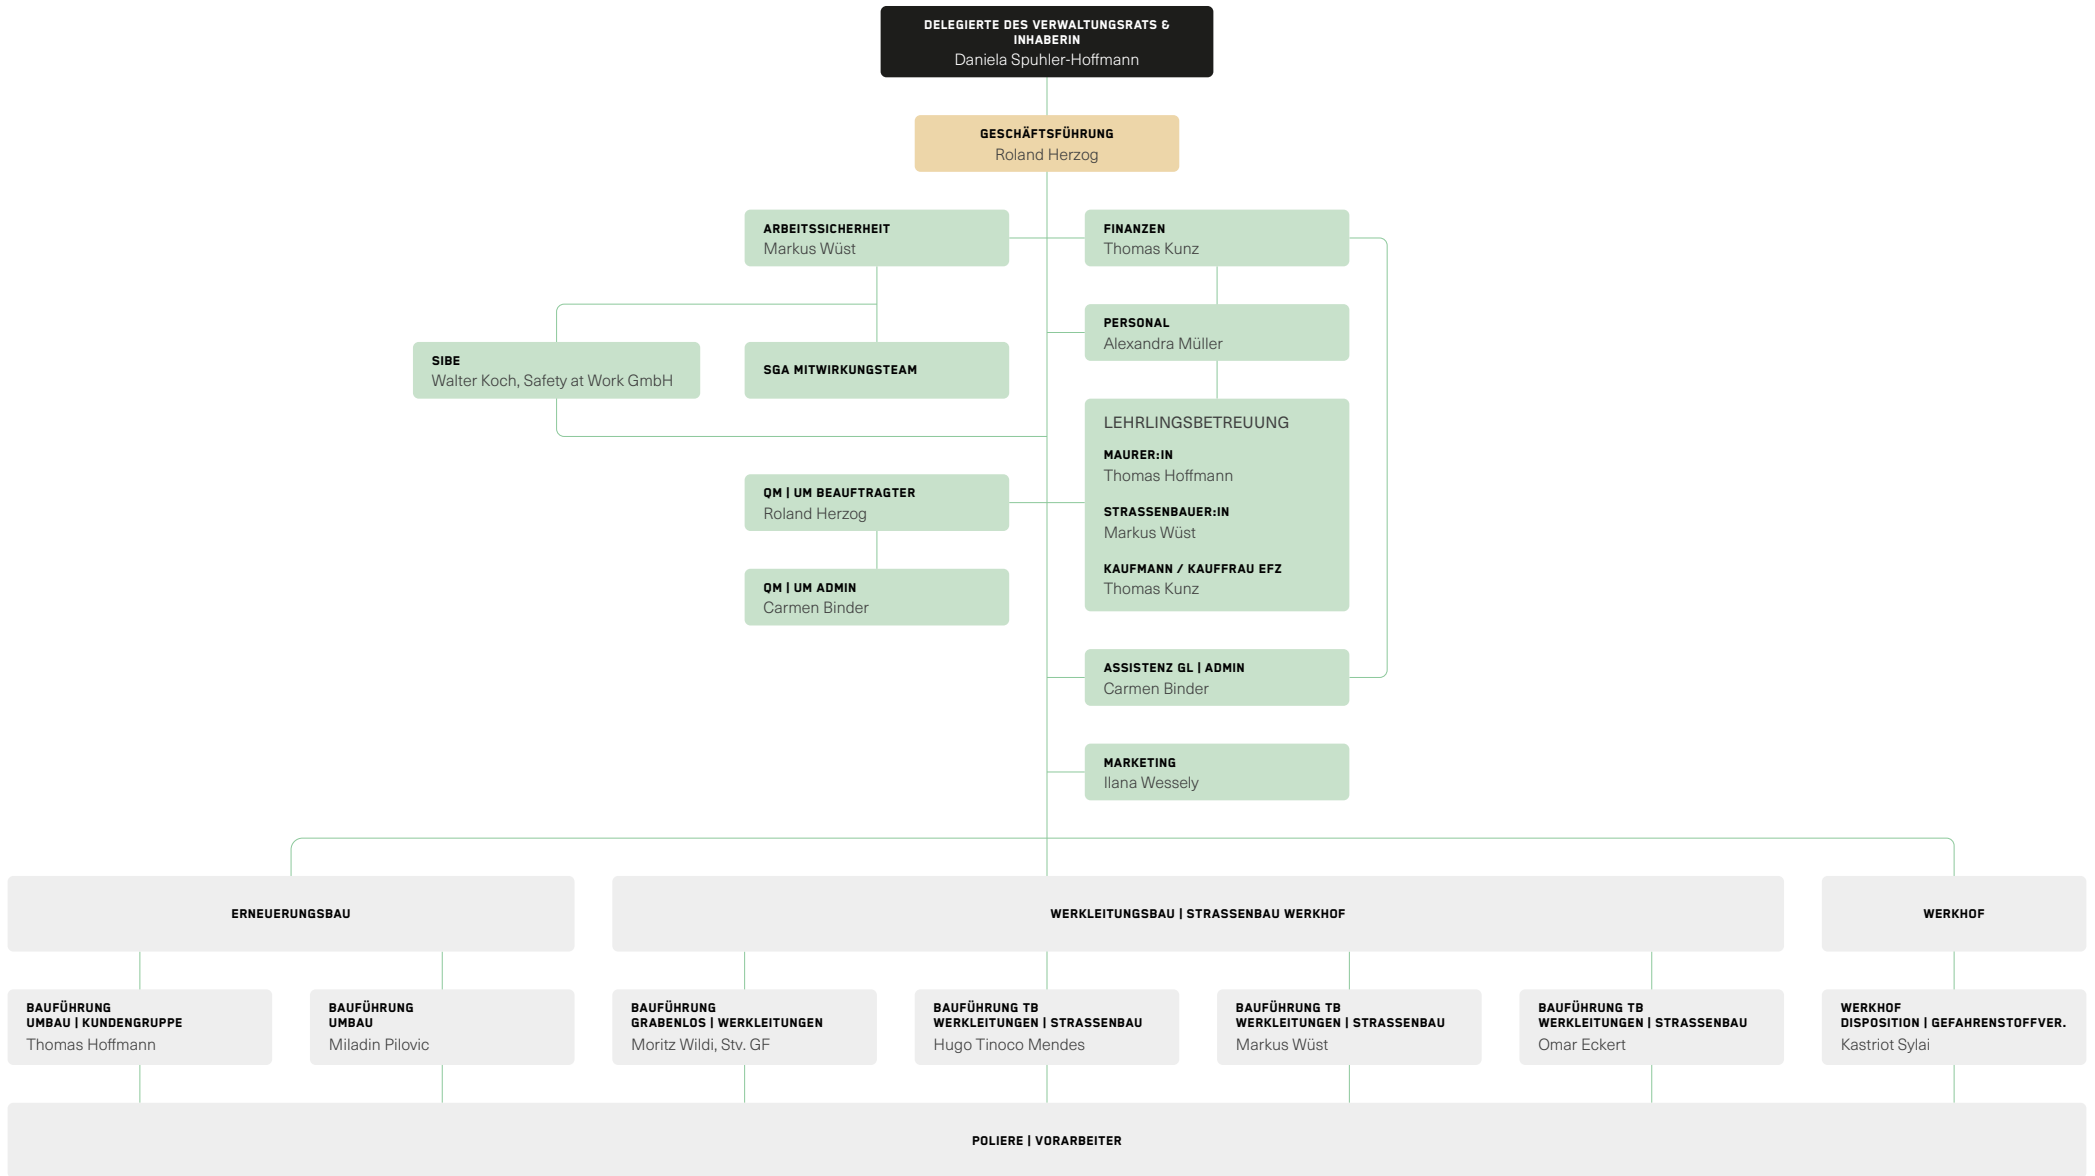 DELEGIERTE DES VERWALTUNGSRATS &
INHABERIN
Daniela Spuhler-Hoffmann
GESCHÄFTSFÜHRUNG
Roland Herzog
ARBEITSSICHERHEIT
Markus Wüst
FINANZEN
Thomas Kunz
PERSONAL
Alexandra Müller
SIBE
Walter Koch, Safety at Work GmbH
SGA MITWIRKUNGSTEAM
LEHRLINGSBETREUUNG
MAURER:IN
Thomas Hoffmann
STRASSENBAUER:IN
Markus Wüst
KAUFMANN / KAUFFRAU EFZ
Thomas Kunz
QM | UM BEAUFTRAGTER
Roland Herzog
QM | UM ADMIN
Carmen Binder
ASSISTENZ GL | ADMIN
Carmen Binder
MARKETING
Ilana Wessely
ERNEUERUNGSBAU
WERKLEITUNGSBAU | STRASSENBAU WERKHOF
WERKHOF
BAUFÜHRUNG
UMBAU | KUNDENGRUPPE
Thomas Hoffmann
BAUFÜHRUNG
UMBAU
Miladin Pilovic
BAUFÜHRUNG
GRABENLOS | WERKLEITUNGEN
Moritz Wildi, Stv. GF
BAUFÜHRUNG TB
WERKLEITUNGEN | STRASSENBAU
Hugo Tinoco Mendes
BAUFÜHRUNG TB
WERKLEITUNGEN | STRASSENBAU
Markus Wüst
BAUFÜHRUNG TB
WERKLEITUNGEN | STRASSENBAU
Omar Eckert
WERKHOF
DISPOSITION | GEFAHRENSTOFFVER.
Kastriot Sylai
POLIERE | VORARBEITER